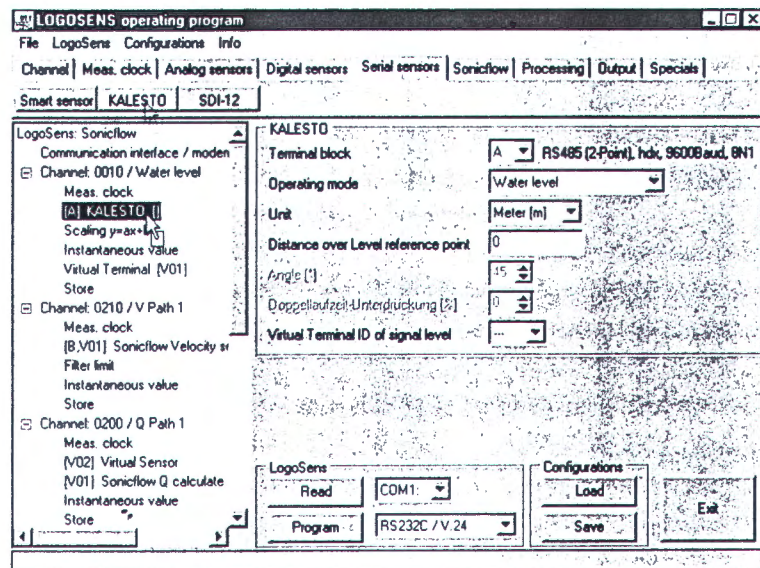 LOGOSENS operating program
File LogoSens Configurations Info
Channel Meas. clock Analog sensors Digital sensors Serial sensors Sonicflow Processing Output Specials
Smart sensor KALESTO SDI-12
LogoSens: Sonicflow
Communication interface / moden
Channel: 0010 / Water level
Meas. clock
[A] KALESTO []
Scaling y=ax+
Instantaneous value
Virtual Terminal [V01]
Store
Channel: 0210 / V Path 1
Meas. clock
[B,V01] Sonicflow Velocity se
Filter limit
Instantaneous value
Store
Channel: 0200 / Q Path 1
Meas. clock
[V02] Virtual Sensor
[V01] Sonicflow Q calculate
Instantaneous value
Store
KALESTO
Terminal block A RS485 (2-Point), hdx, 9600Baud, 8N1
Operating mode Water level
Unit Meter [m]
Distance over Level reference point 0
Angle [°] 45
Doppellaufzeit-Unterdrückung [%] 0
Virtual Terminal ID of signal level ---
LogoSens
Read COM1:
Program RS232C / V.24
Configurations
Load
Save
Exit